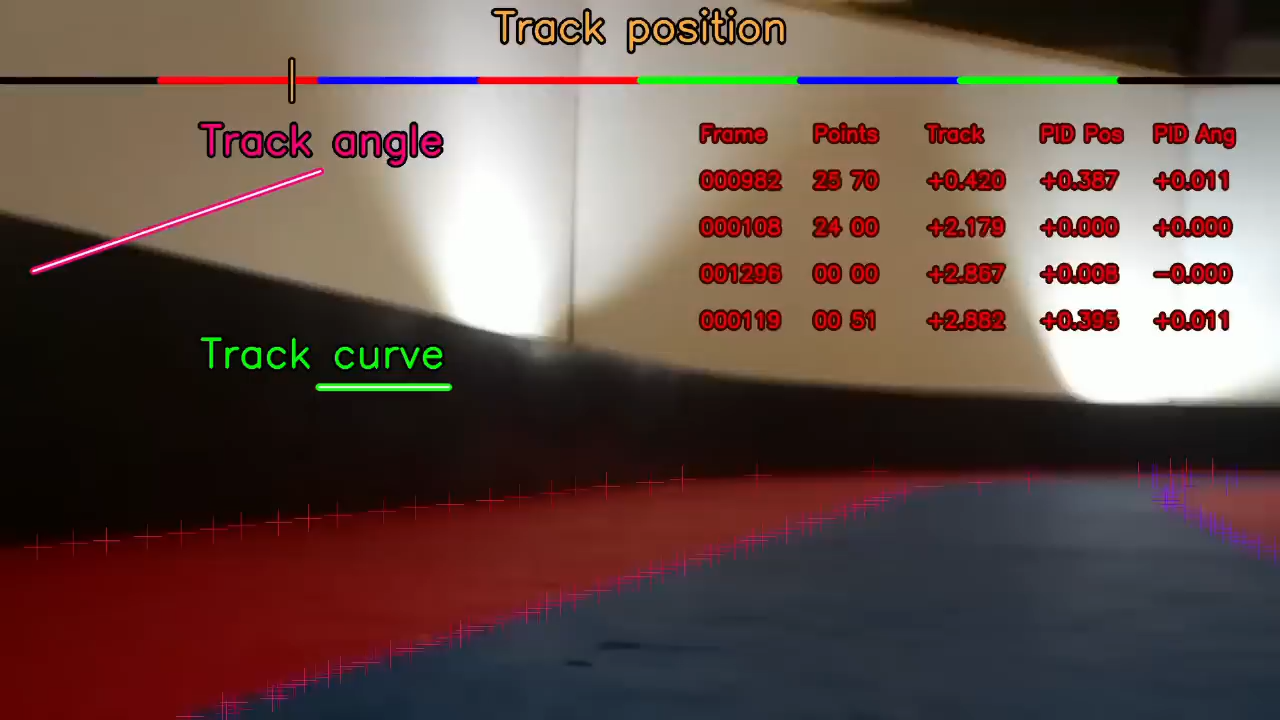 Track position
Track angle
Frame Points Track PID Pos PID Ang
000982 25 70 +0.420 +0.387 +0.011
000108 24 00 +2.179 +0.000 +0.000
001296 00 00 +2.867 +0.008 -0.000
000119 00 51 +2.882 +0.395 +0.011
Track curve